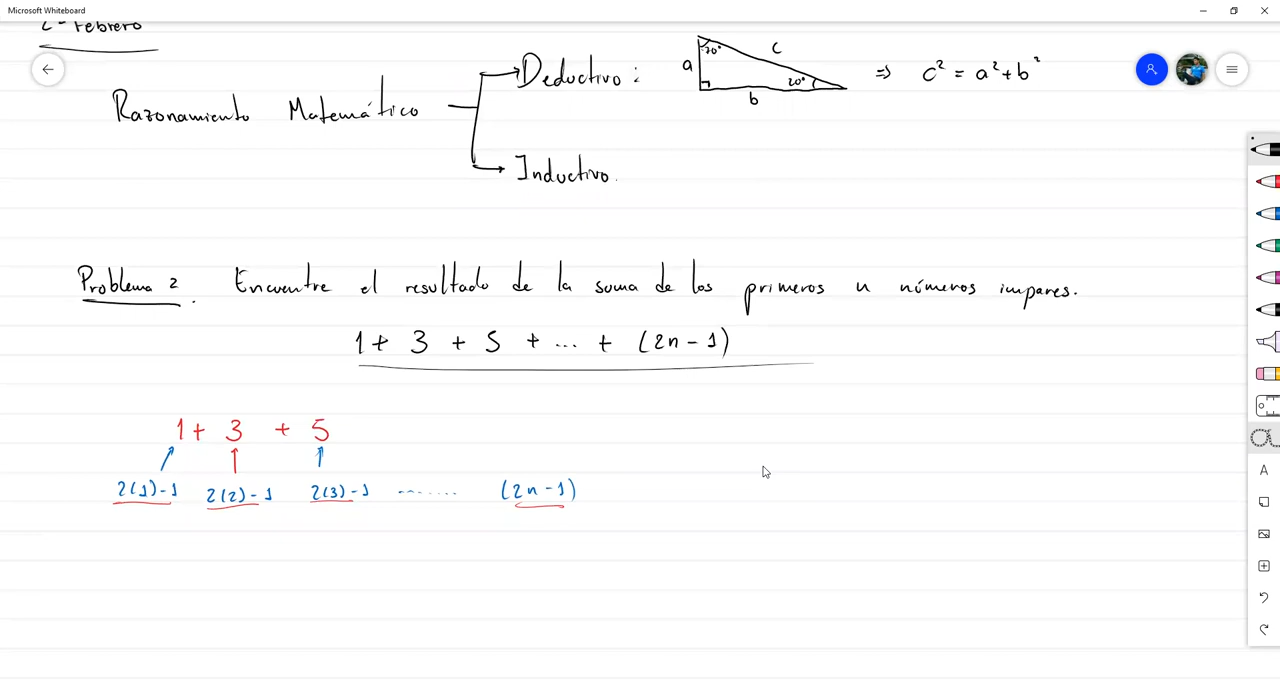 Microsoft Whiteboard
2 - Febrero
Razonamiento Matemático
Deductivo :
70°
c
a
20°
b
⇒ c² = a² + b²
Inductivo.
Problema 2. Encuentre el resultado de la suma de los primeros n números impares.
1 + 3 + 5 + ... + (2n - 1)
1 + 3 + 5
2(1)-1 2(2)-1 2(3)-1 ........ (2n-1)
A